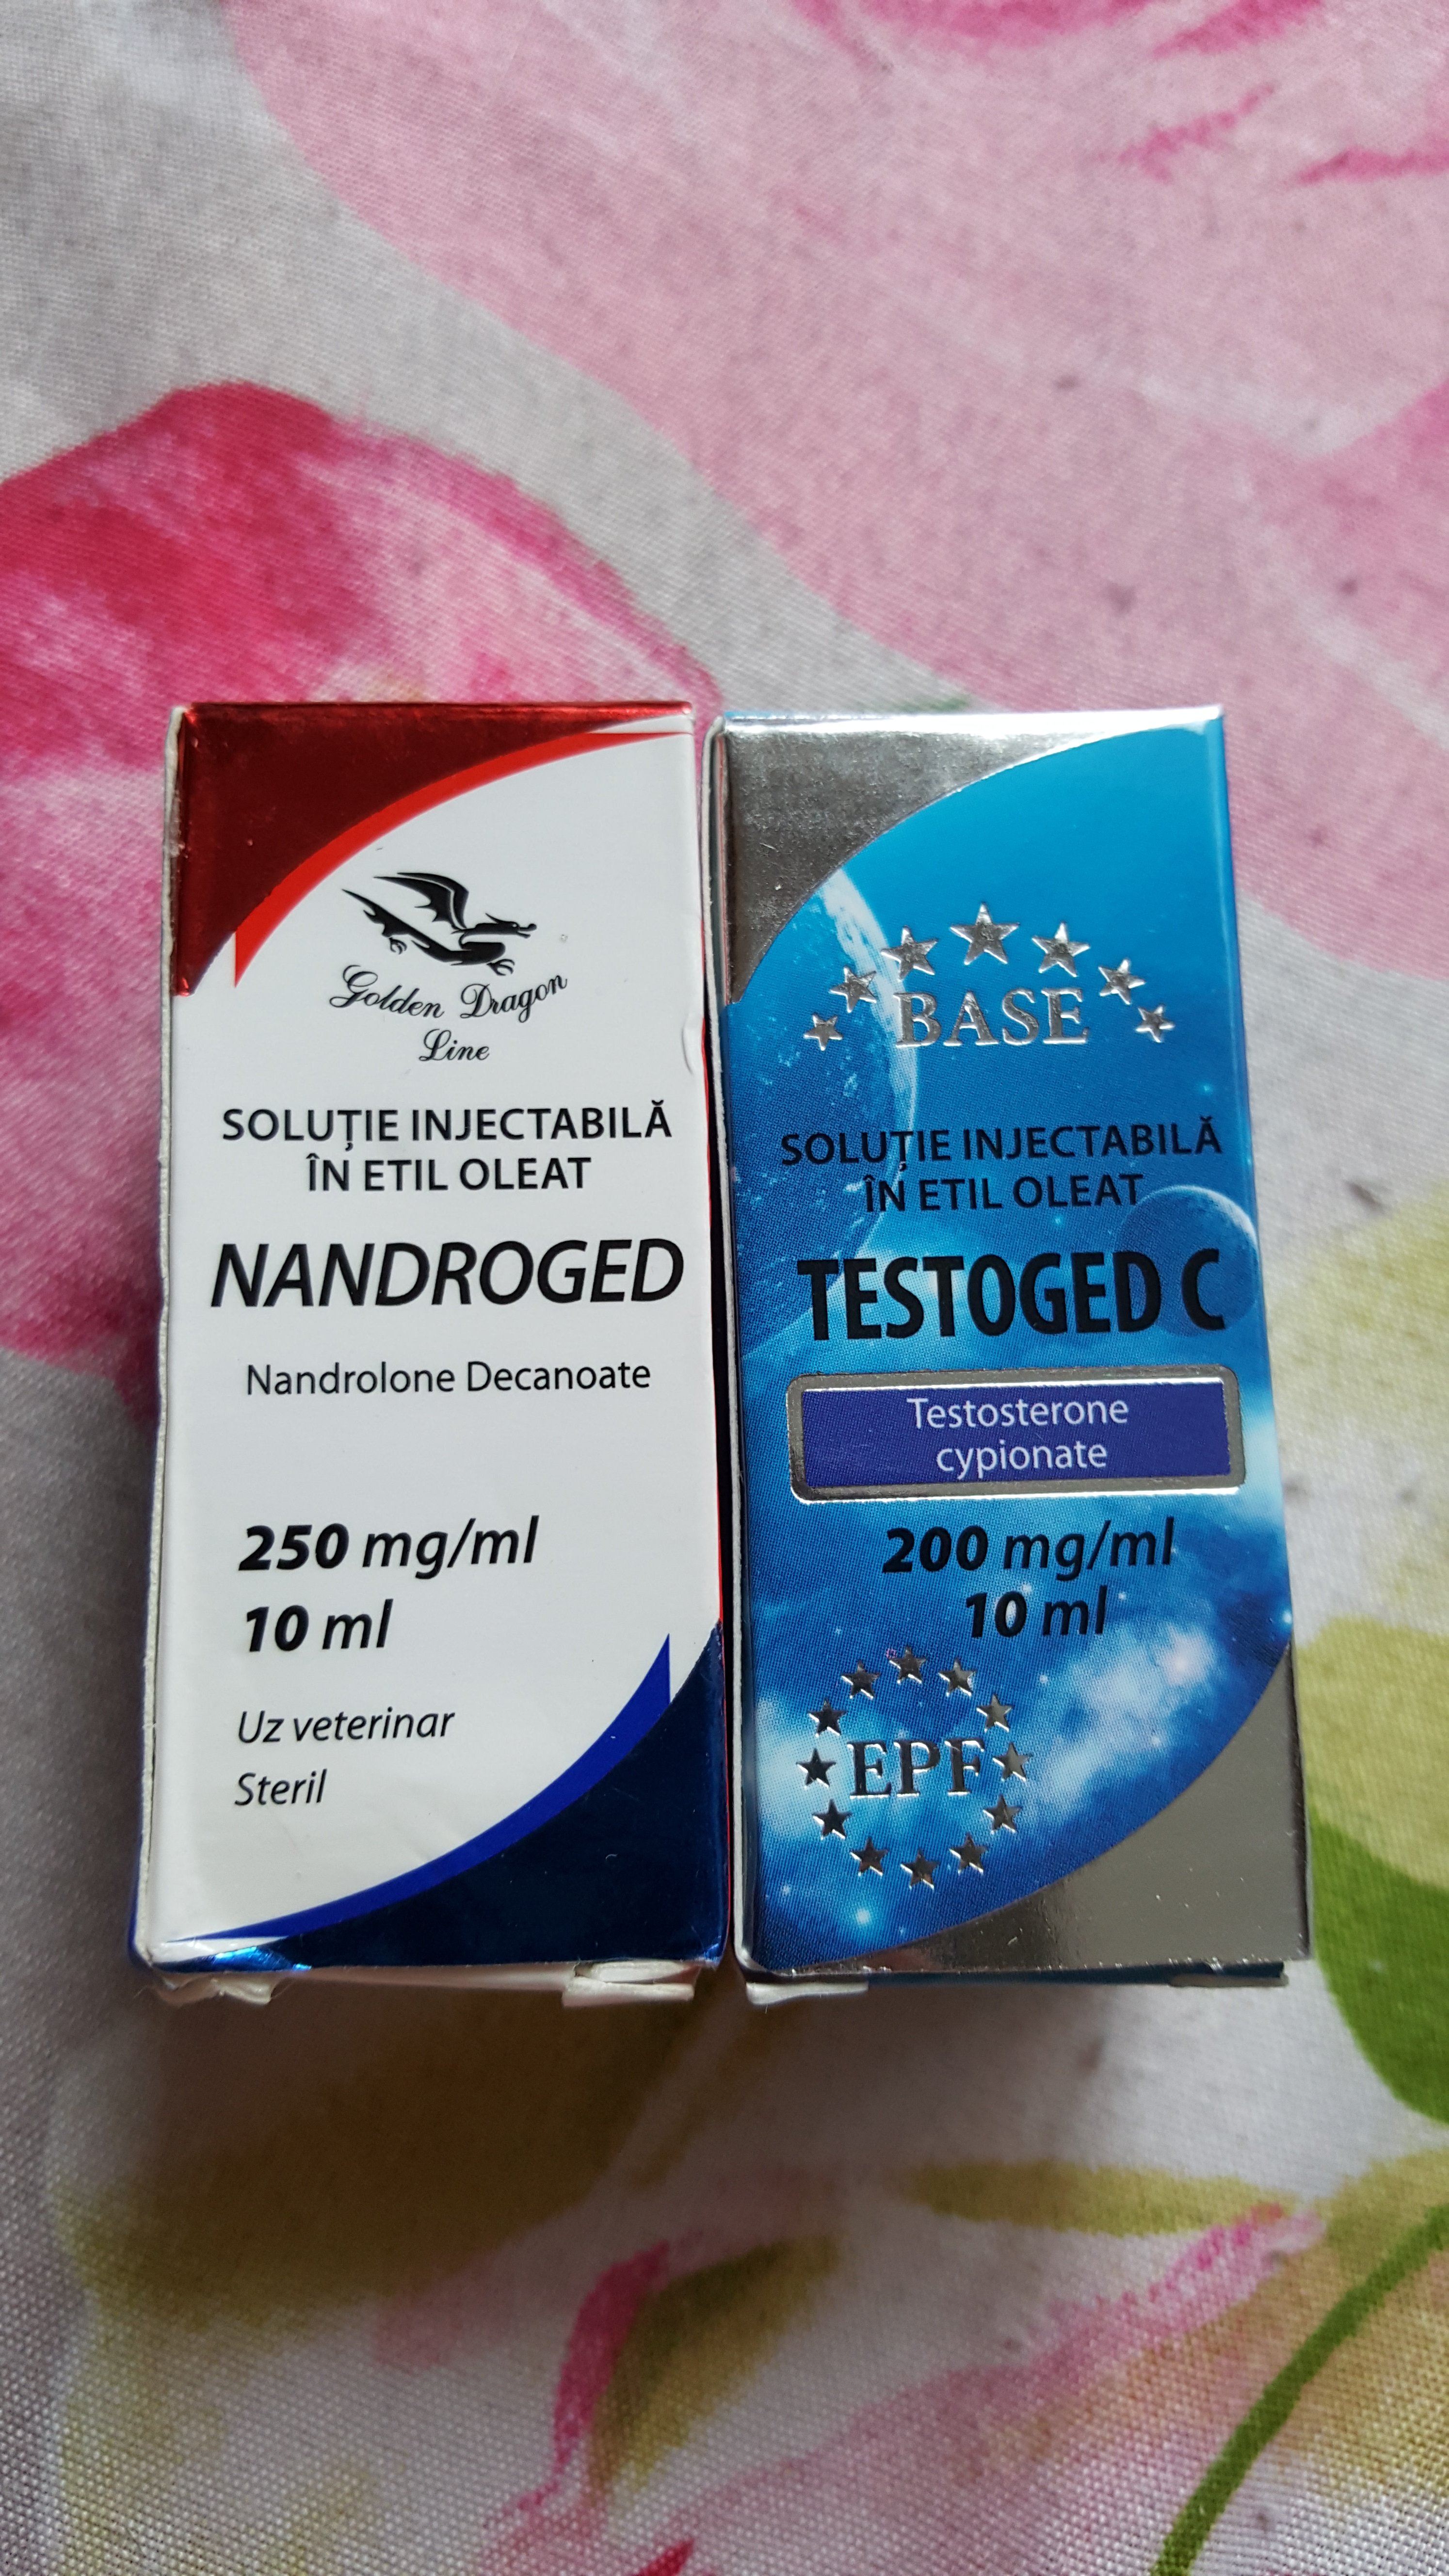 Golden Dragon
Line
SOLUȚIE INJECTABILĂ
ÎN ETIL OLEAT
NANDROGED
Nandrolone Decanoate
250 mg/ml
10 ml
Uz veterinar
Steril
BASE
SOLUȚIE INJECTABILĂ
ÎN ETIL OLEAT
TESTOGED C
Testosterone
cypionate
200 mg/ml
10 ml
EPF